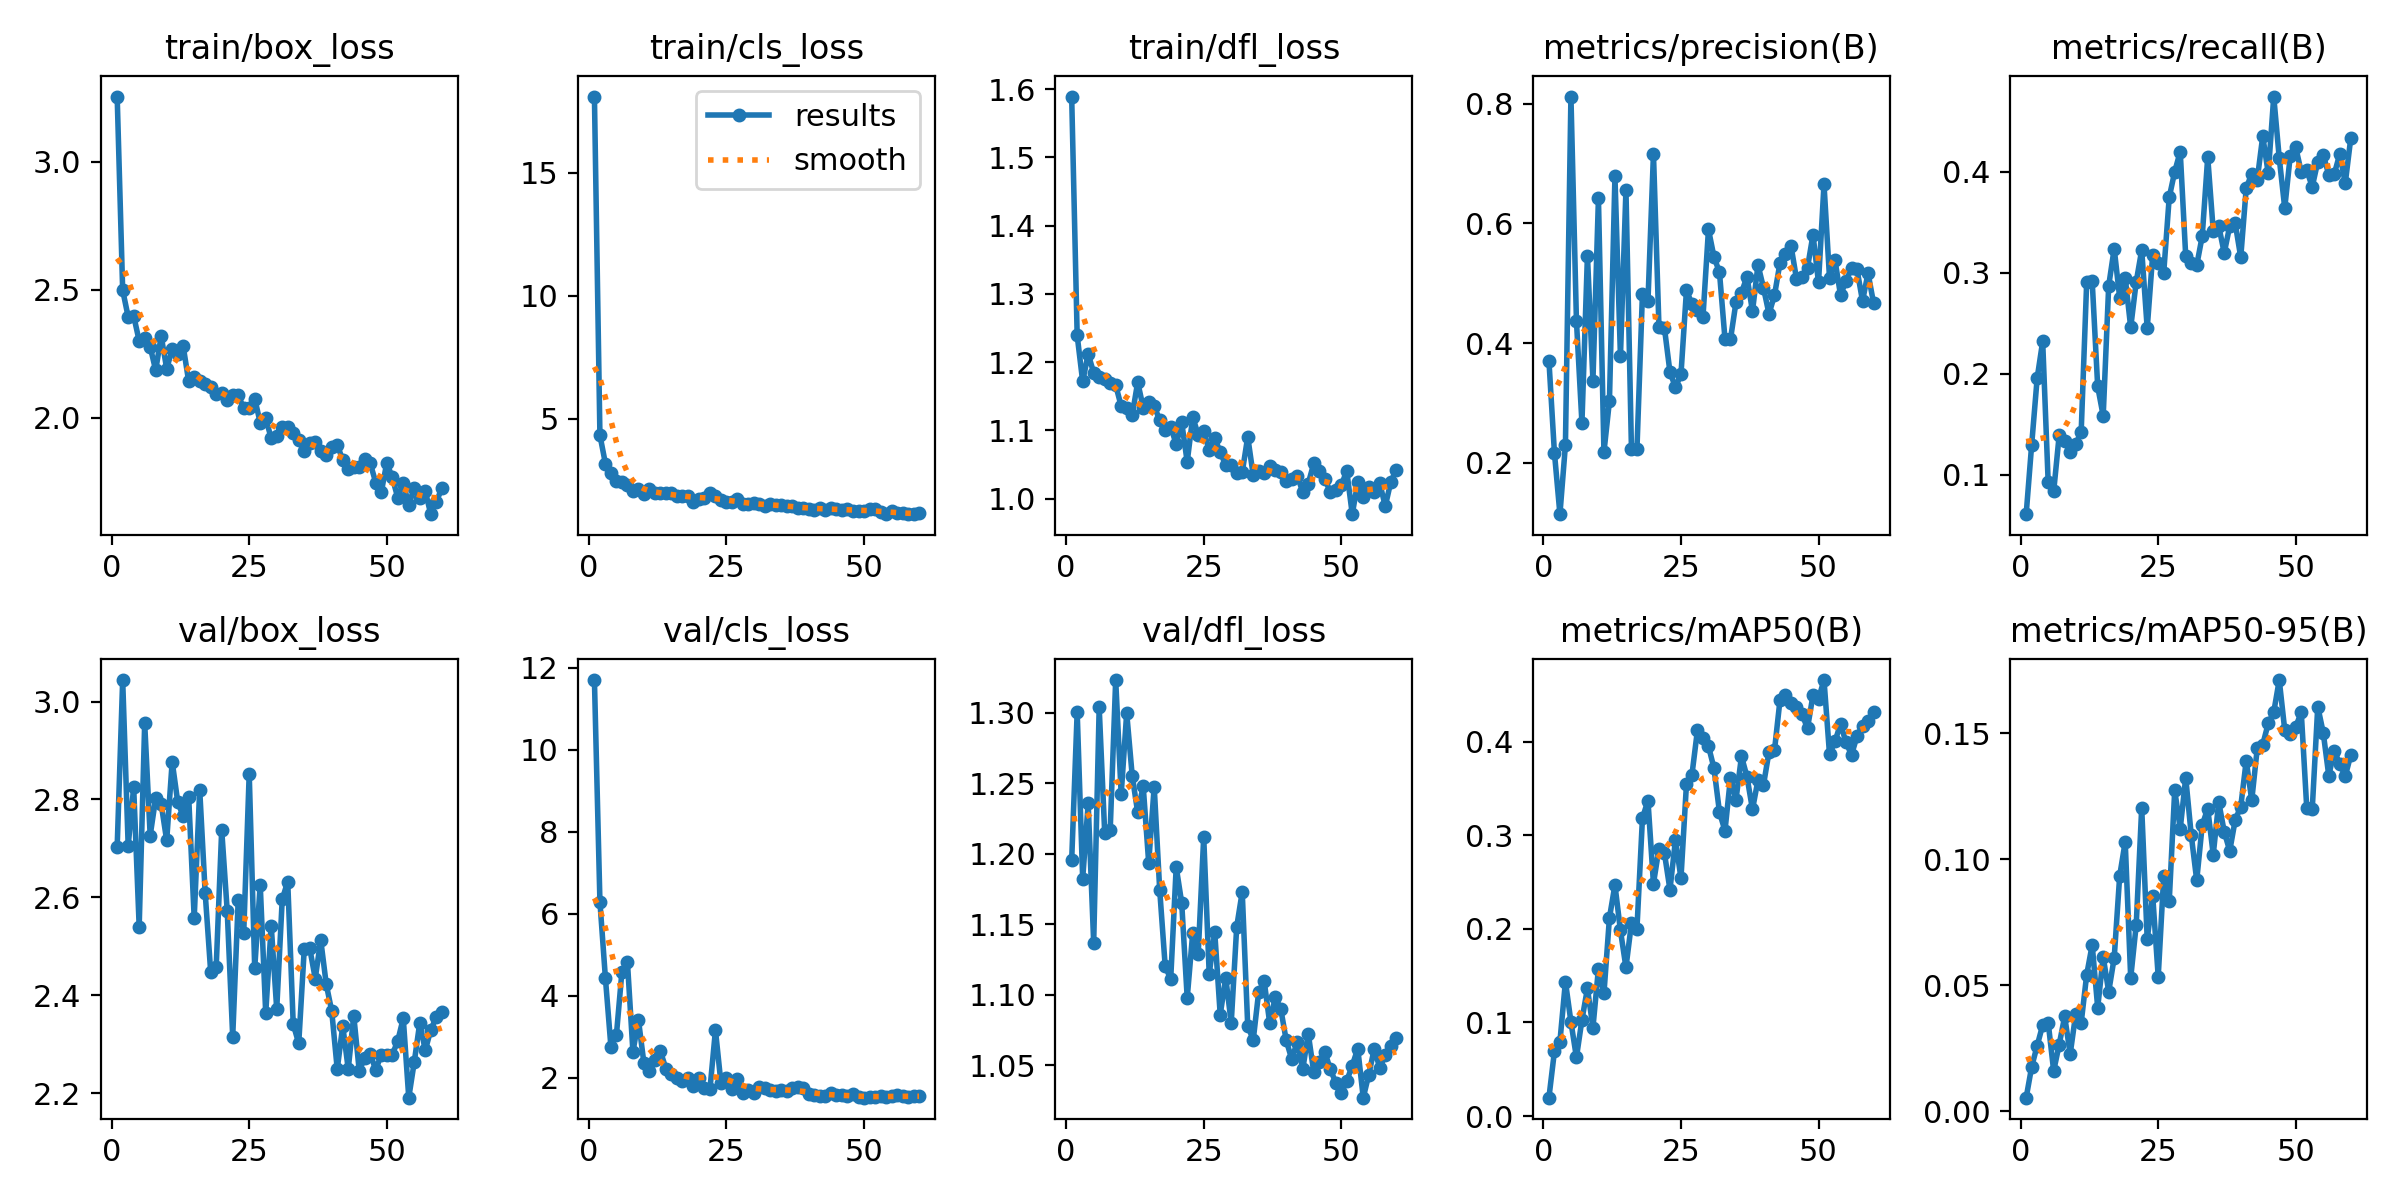 train/box_loss
3.0
2.5
2.0
0 25 50
train/cls_loss
results
smooth
15
10
5
0 25 50
train/dfl_loss
1.6
1.5
1.4
1.3
1.2
1.1
1.0
0 25 50
metrics/precision(B)
0.8
0.6
0.4
0.2
0 25 50
metrics/recall(B)
0.4
0.3
0.2
0.1
0 25 50
val/box_loss
3.0
2.8
2.6
2.4
2.2
0 25 50
val/cls_loss
12
10
8
6
4
2
0 25 50
val/dfl_loss
1.30
1.25
1.20
1.15
1.10
1.05
0 25 50
metrics/mAP50(B)
0.4
0.3
0.2
0.1
0.0
0 25 50
metrics/mAP50-95(B)
0.15
0.10
0.05
0.00
0 25 50